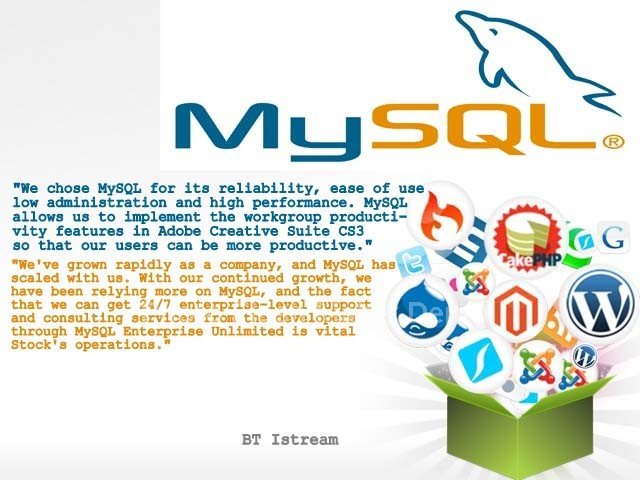 MySQL®
"We chose MySQL for its reliability, ease of use
low administration and high performance. MySQL
allows us to implement the workgroup producti-
vity features in Adobe Creative Suite CS3
so that our users can be more productive."
"We've grown rapidly as a company, and MySQL has
scaled with us. With our continued growth, we
have been relying more on MySQL, and the fact
that we can get 24/7 enterprise-level support
and consulting services from the developers
through MySQL Enterprise Unlimited is vital
Stock's operations."
CakePHP
G
t
W
W
BT Istream